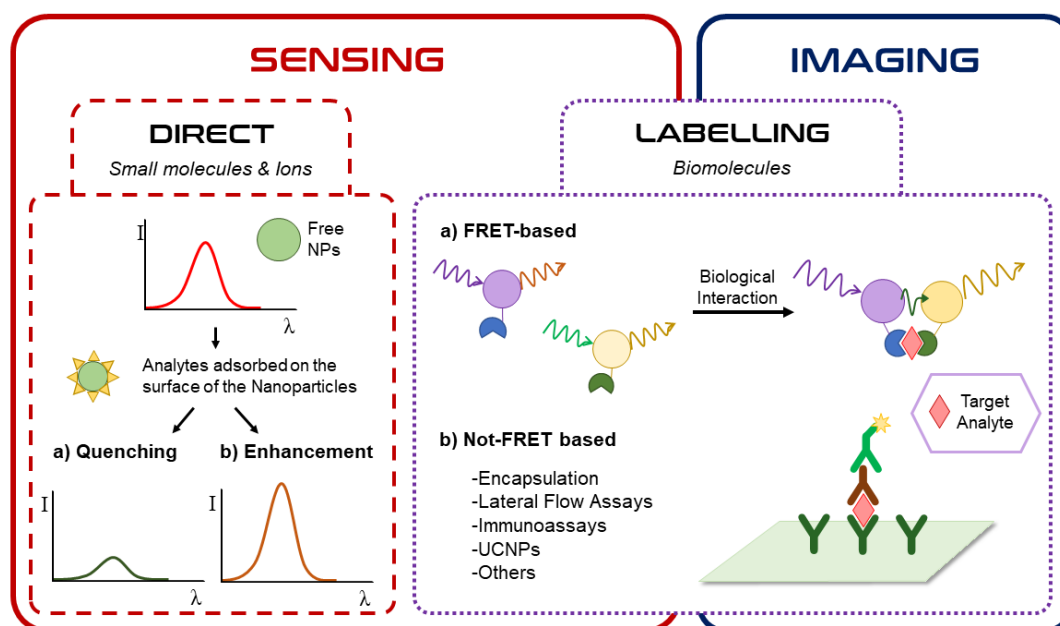 SENSING
IMAGING
DIRECT
Small molecules & Ions
LABELLING
Biomolecules
I
Free
NPs
λ
Analytes adsorbed on the
surface of the Nanoparticles
a) Quenching
b) Enhancement
I
λ
I
λ
a) FRET-based
Biological
Interaction
b) Not-FRET based
-Encapsulation
-Lateral Flow Assays
-Immunoassays
-UCNPs
-Others
Target
Analyte